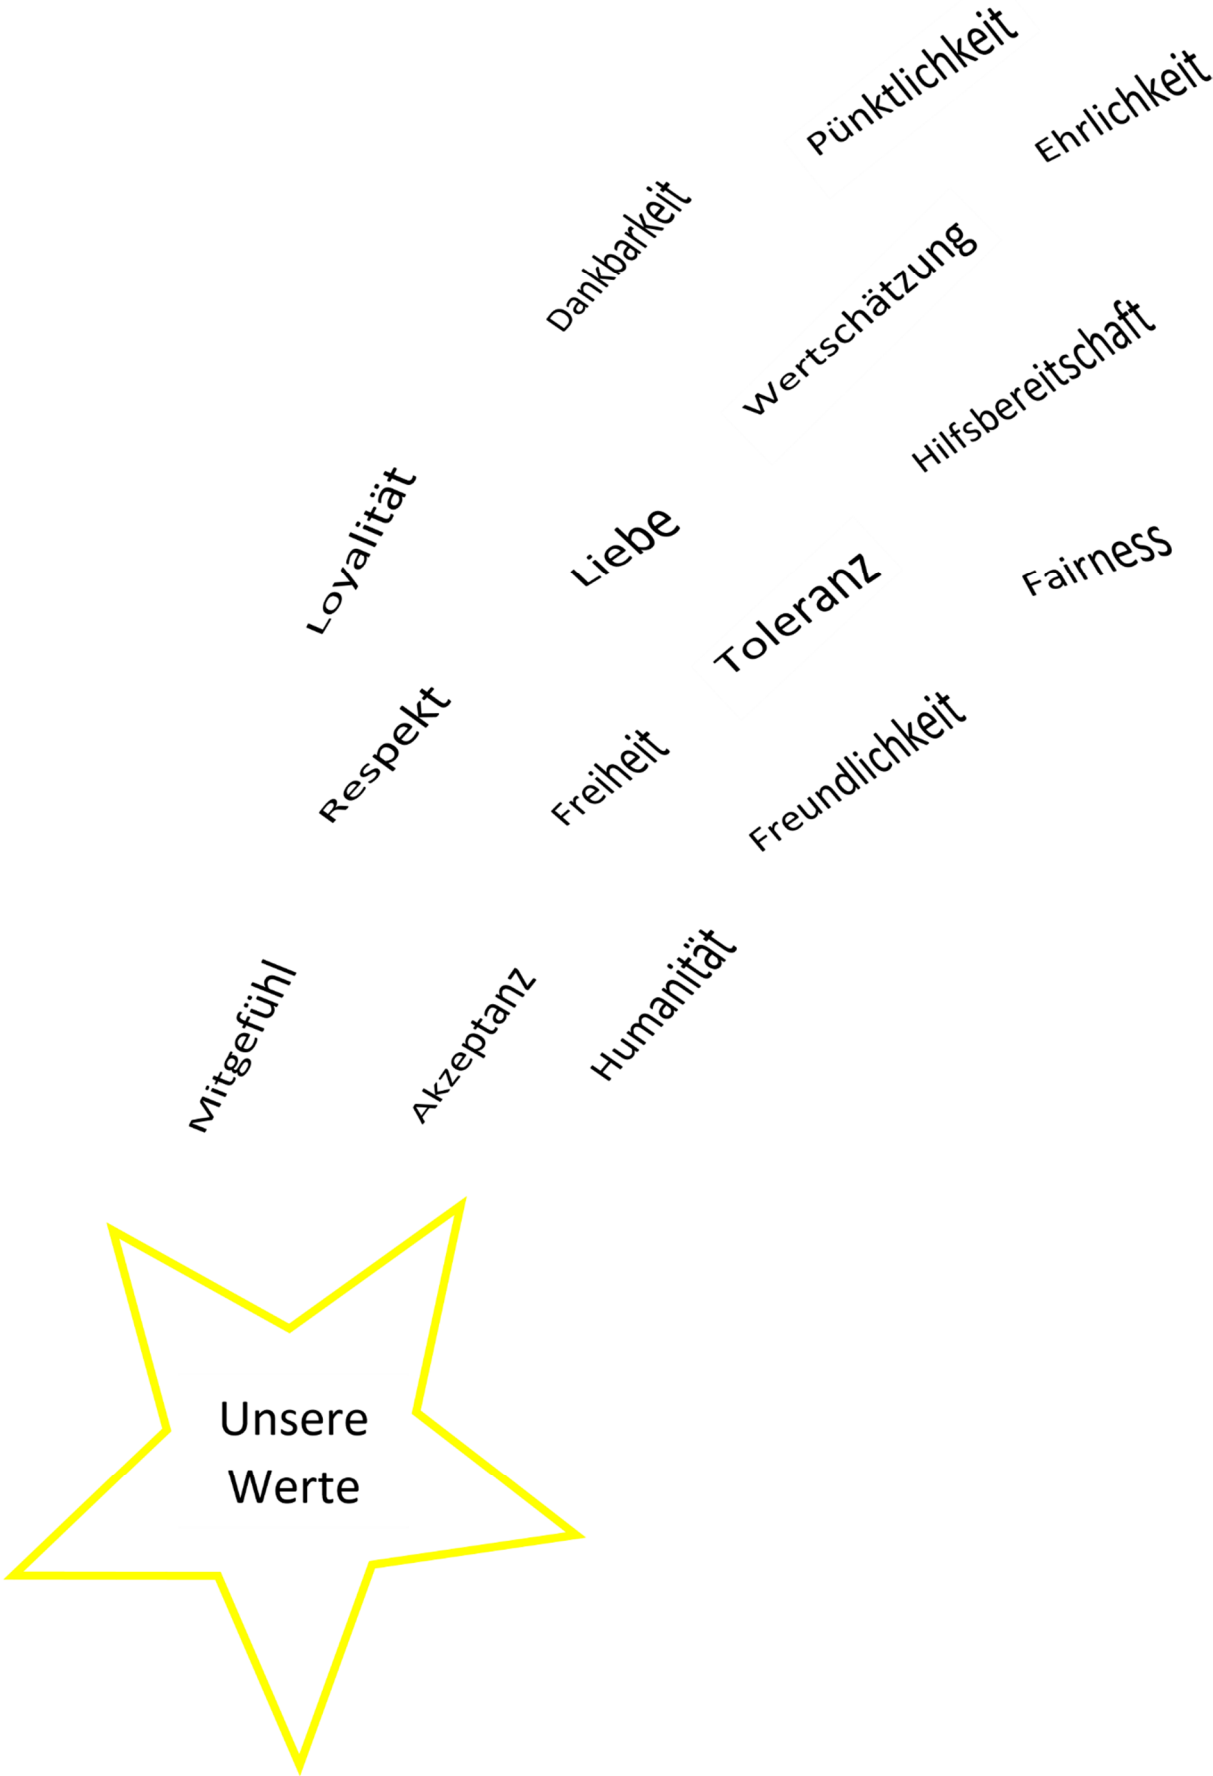 Pünktlichkeit
Ehrlichkeit
Dankbarkeit
Wertschätzung
Hilfsbereitschaft
Loyalität
Liebe
Toleranz
Fairness
Respekt
Freiheit
Freundlichkeit
Mitgefühl
Akzeptanz
Humanität
Unsere
Werte